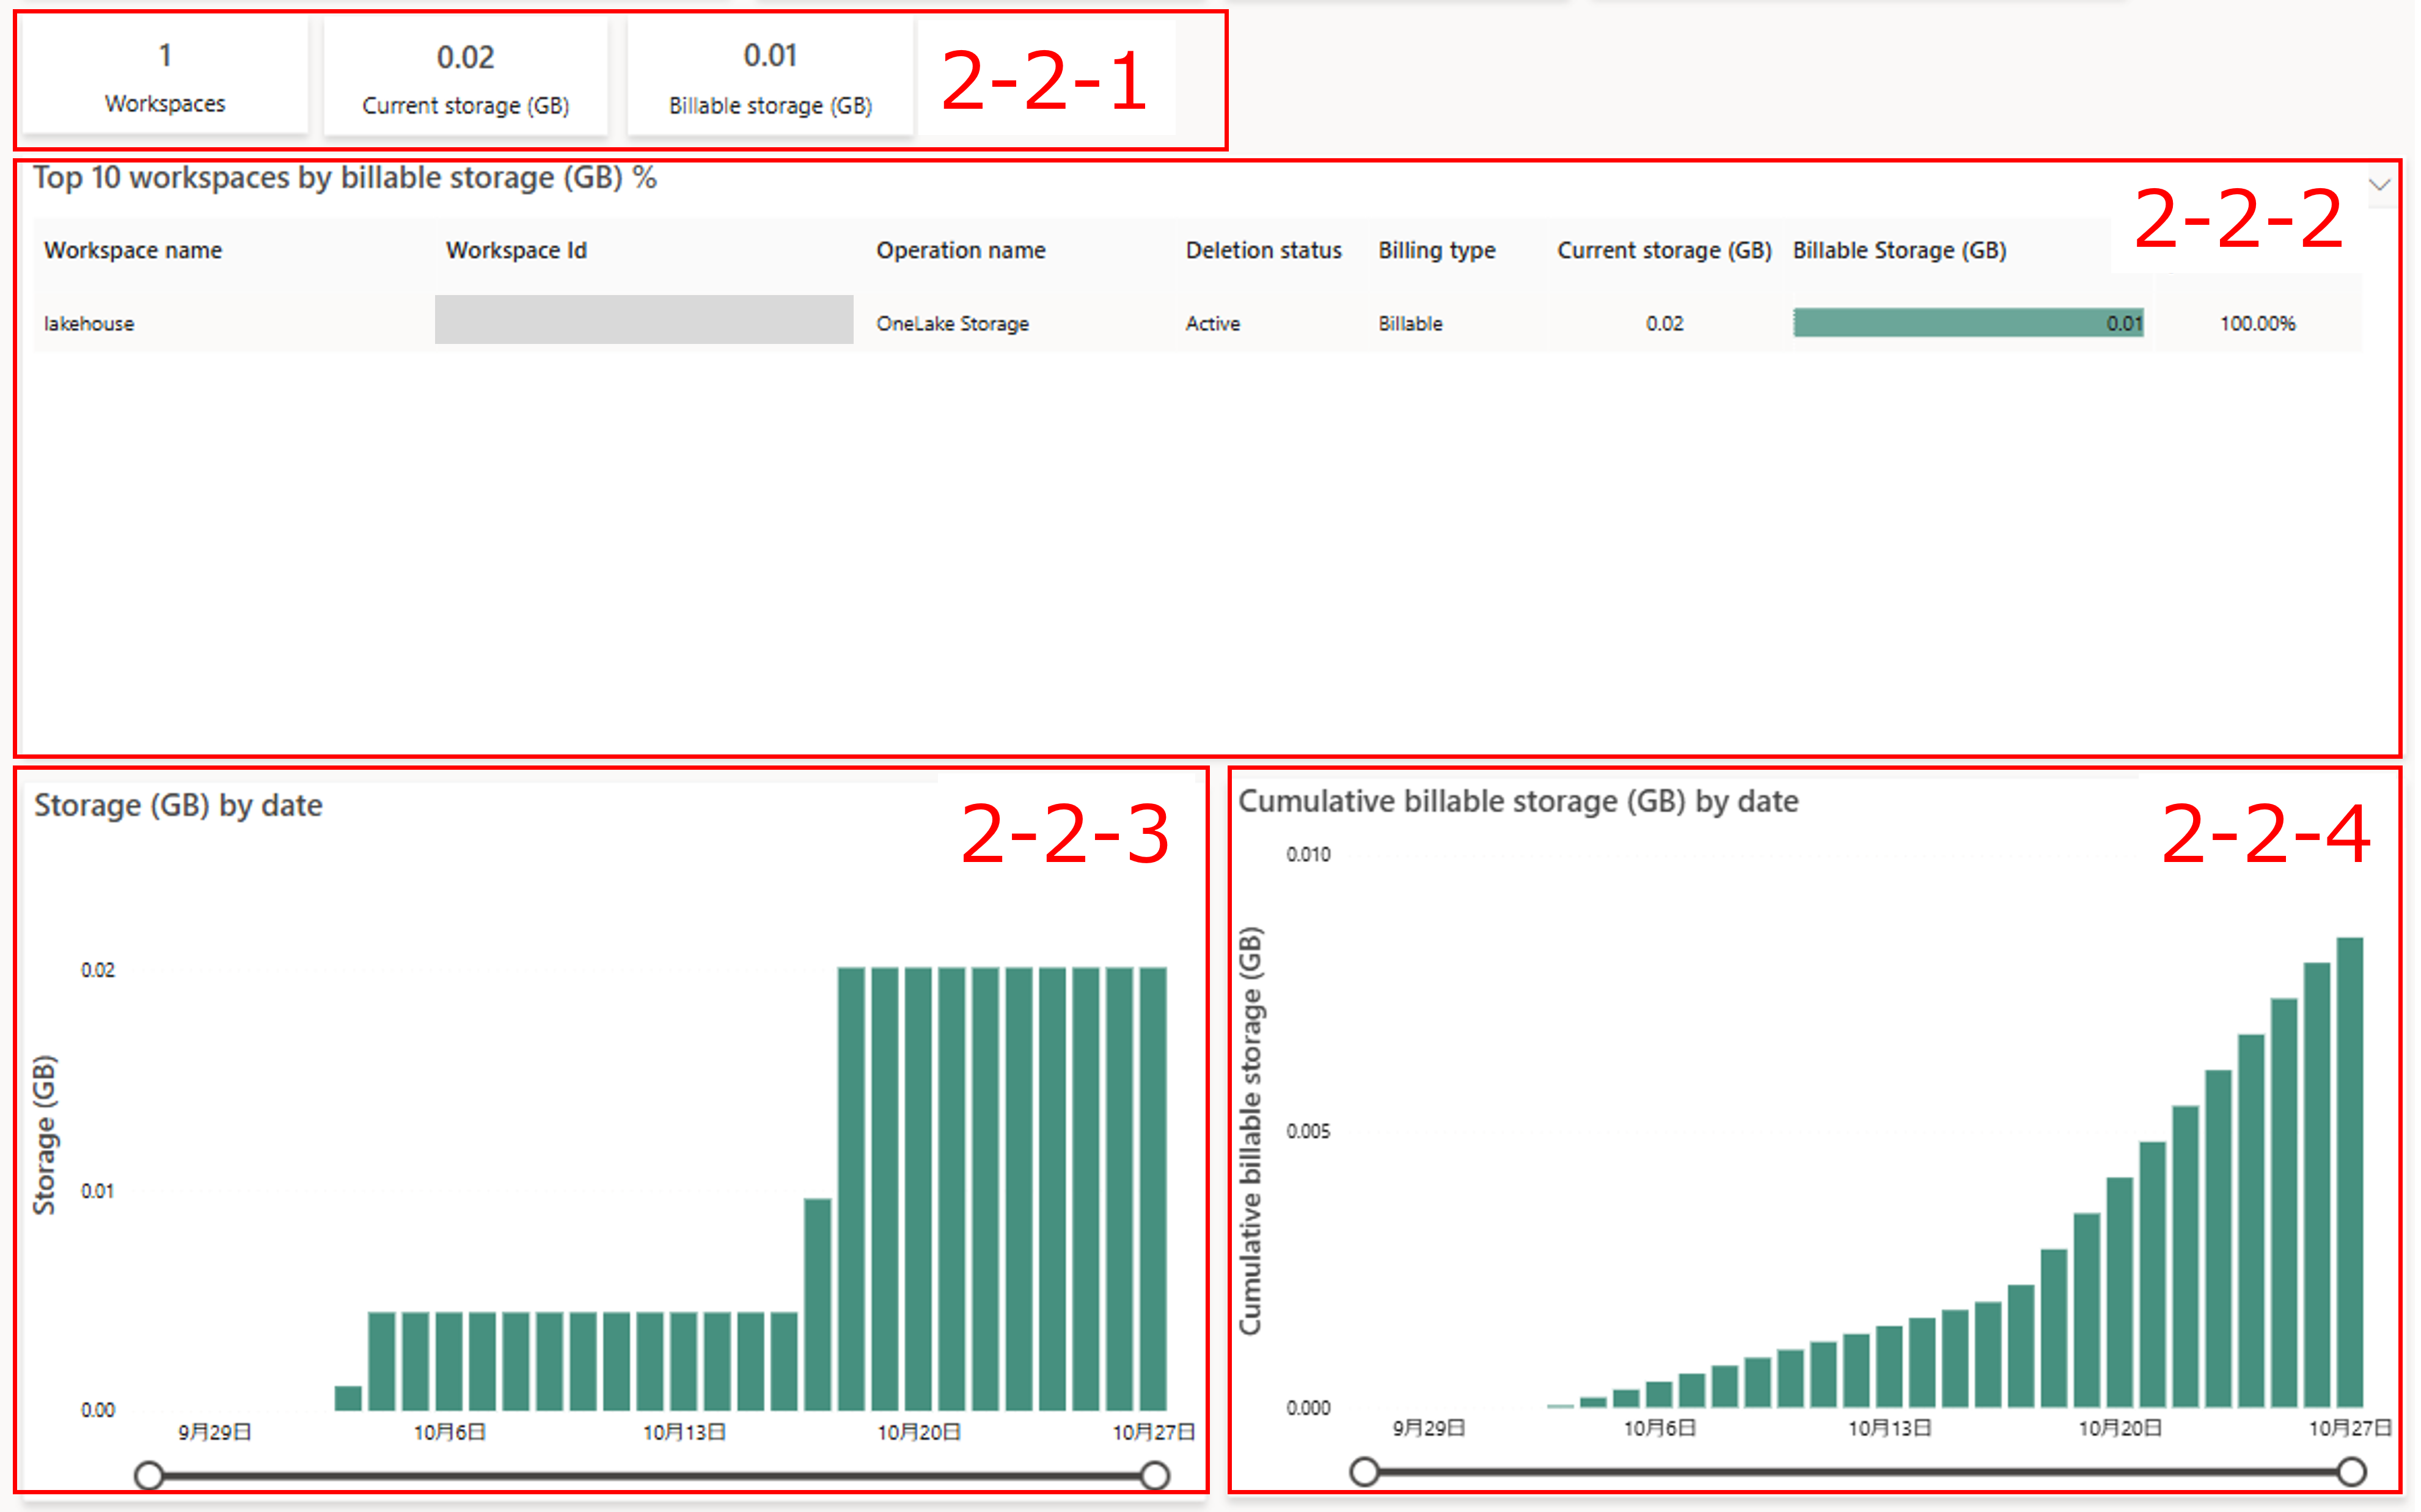 1
Workspaces
0.02
Current storage (GB)
0.01
Billable storage (GB)
2-2-1
Top 10 workspaces by billable storage (GB) %
2-2-2
Workspace name Workspace Id Operation name Deletion status Billing type Current storage (GB) Billable Storage (GB)
lakehouse OneLake Storage Active Billable 0.02 0.01 100.00%
Storage (GB) by date
2-2-3
Storage (GB)
0.02
0.01
0.00
9月29日 10月6日 10月13日 10月20日 10月27日
Cumulative billable storage (GB) by date
2-2-4
Cumulative billable storage (GB)
0.010
0.005
0.000
9月29日 10月6日 10月13日 10月20日 10月27日